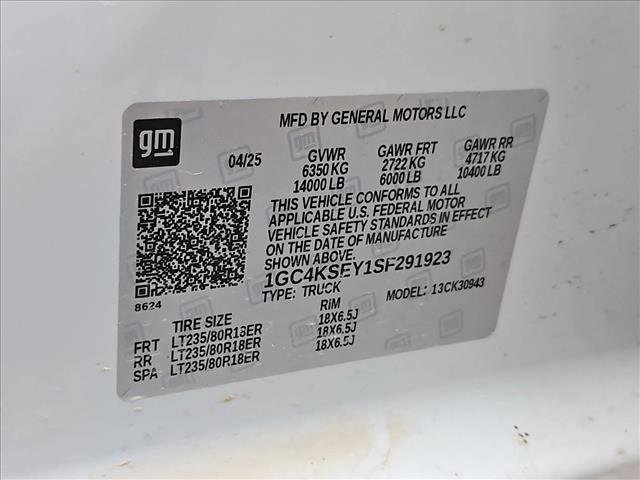 MFD BY GENERAL MOTORS LLC
gm
04/25 GVWR GAWR FRT GAWR RR
6350 KG 2722 KG 4717 KG
14000 LB 6000 LB 10400 LB
THIS VEHICLE CONFORMS TO ALL
APPLICABLE U.S. FEDERAL MOTOR
VEHICLE SAFETY STANDARDS IN EFFECT
ON THE DATE OF MANUFACTURE
SHOWN ABOVE.
1GC4KSEY1SF291923
TYPE: TRUCK MODEL: 13CK30943
8624
TIRE SIZE RIM
FRT LT235/80R18ER 18X6.5J
RR LT235/80R18ER 18X6.5J
SPA LT235/80R18ER 18X6.5J